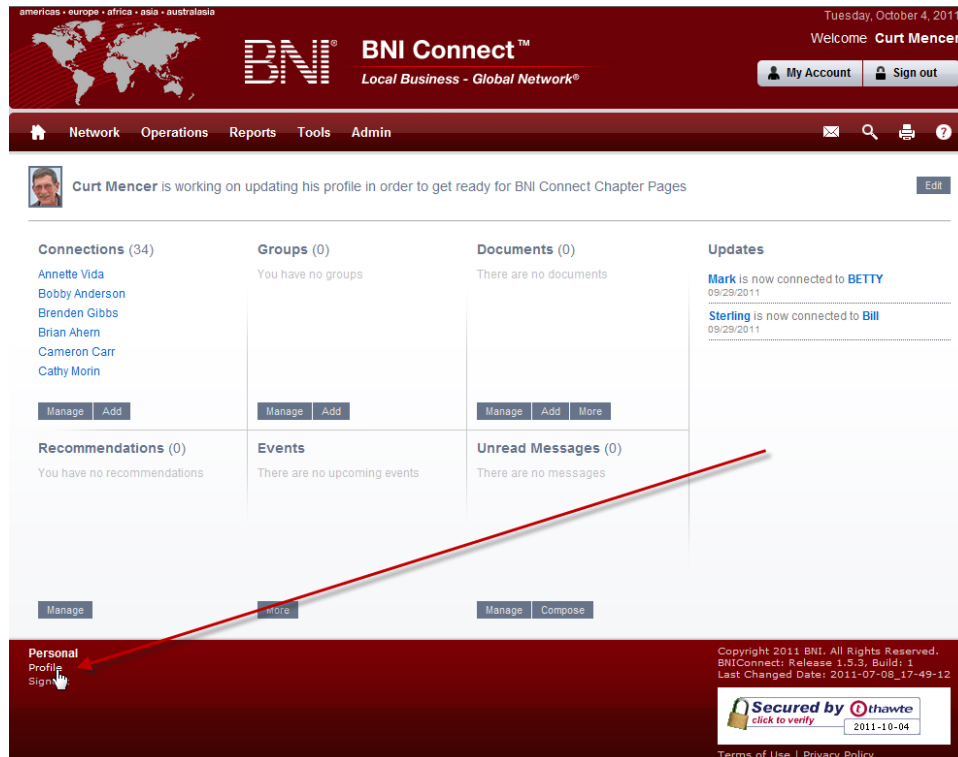 americas • europe • africa • asia • australasia
Tuesday, October 4, 2011
Welcome Curt Mencer
BNI®
BNI Connect™
Local Business - Global Network®
My Account Sign out
Network Operations Reports Tools Admin
Curt Mencer is working on updating his profile in order to get ready for BNI Connect Chapter Pages
Edit
Connections (34)
Annette Vida
Bobby Anderson
Brenden Gibbs
Brian Ahern
Cameron Carr
Cathy Morin
Manage Add
Groups (0)
You have no groups
Manage Add
Documents (0)
There are no documents
Manage Add More
Updates
Mark is now connected to BETTY
09/29/2011
Sterling is now connected to Bill
09/29/2011
Recommendations (0)
You have no recommendations
Manage
Events
There are no upcoming events
More
Unread Messages (0)
There are no messages
Manage Compose
Personal
Profile
Copyright 2011 BNI. All Rights Reserved.
BNIConnect: Release 1.5.3, Build: 1
Last Changed Date: 2011-07-08_17-49-12
Secured by thawte
click to verify
2011-10-04
Terms of Use | Privacy Policy